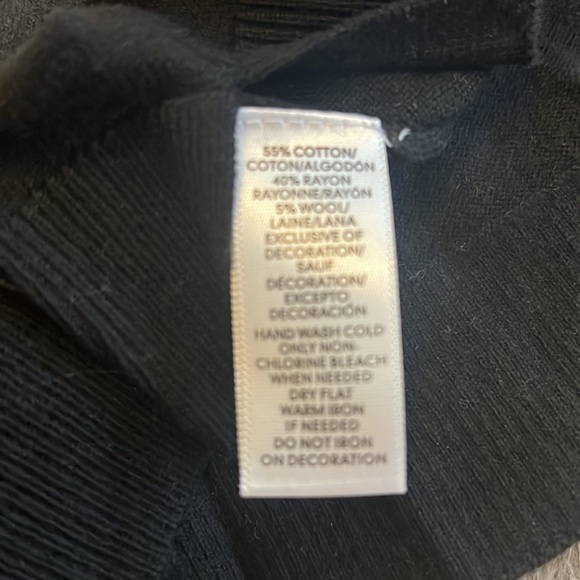 55% COTTON/
COTON/ALGODÓN
40% RAYON
RAYONNE/RAYÓN
5% WOOL/
LAINE/LANA
EXCLUSIVE OF
DECORATION/
SAUF
DÉCORATION/
EXCEPTO
DECORACIÓN
HAND WASH COLD
ONLY NON-
CHLORINE BLEACH
WHEN NEEDED
DRY FLAT
WARM IRON
IF NEEDED
DO NOT IRON
ON DECORATION